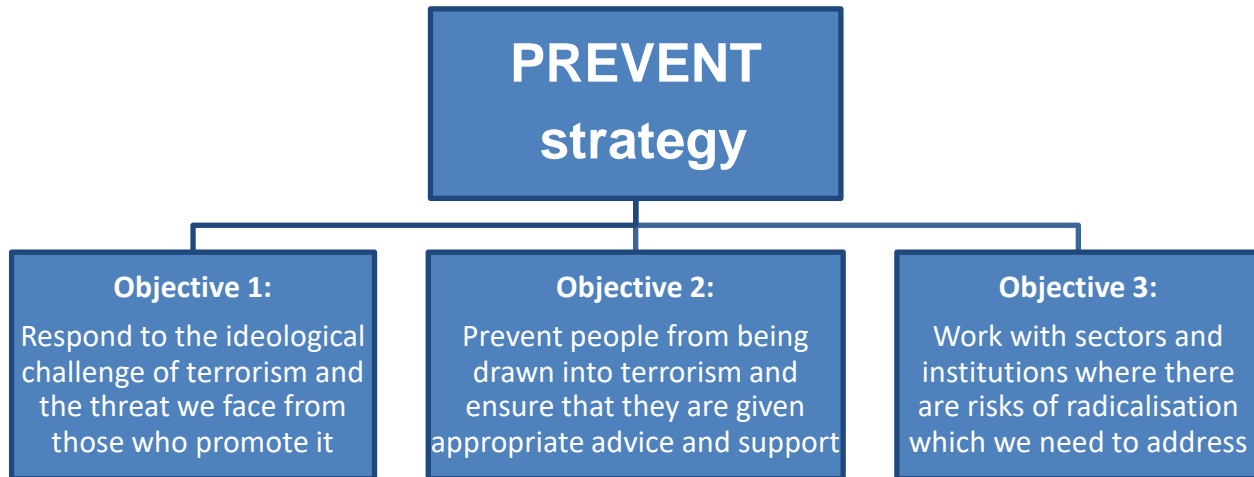 PREVENT
strategy
Objective 1:
Respond to the ideological
challenge of terrorism and
the threat we face from
those who promote it
Objective 2:
Prevent people from being
drawn into terrorism and
ensure that they are given
appropriate advice and support
Objective 3:
Work with sectors and
institutions where there
are risks of radicalisation
which we need to address